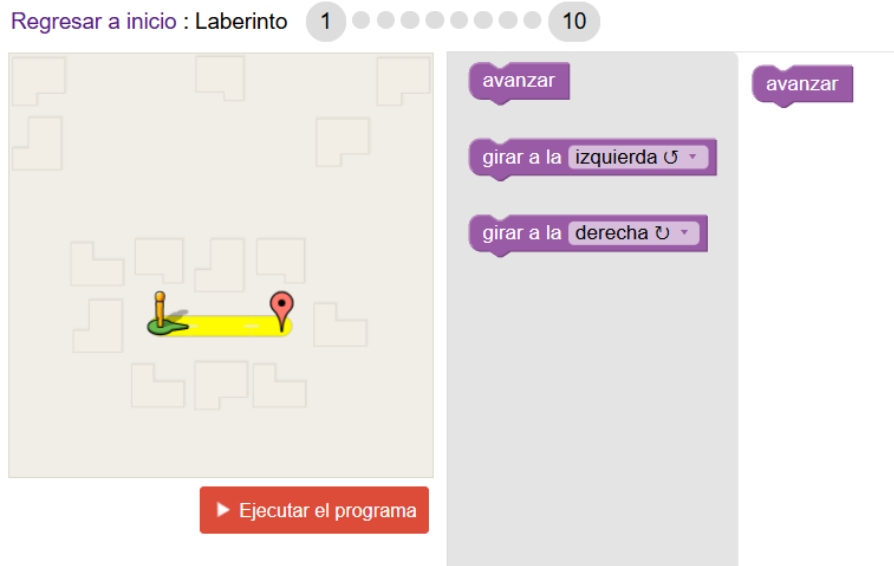 Regresar a inicio : Laberinto 1 10
avanzar
girar a la izquierda ↺
girar a la derecha ↻
avanzar
Ejecutar el programa